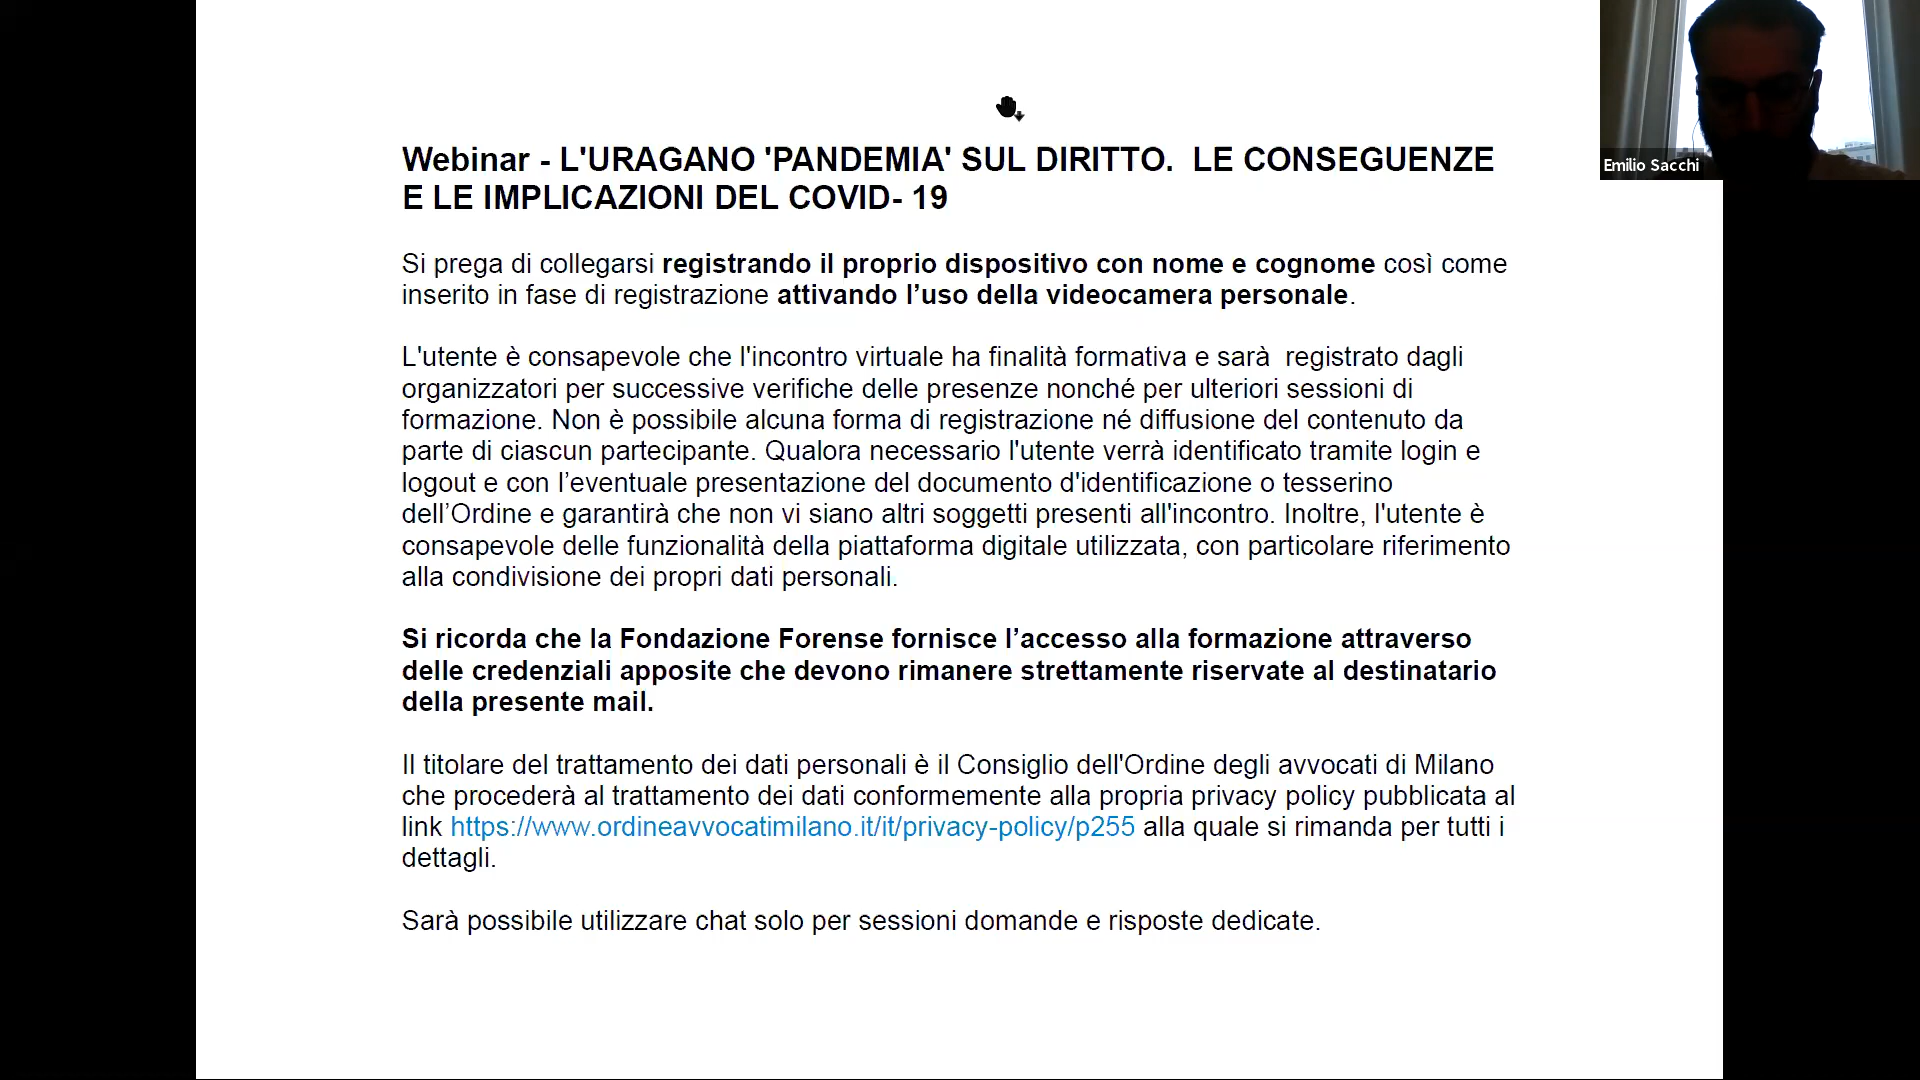 Webinar - L'URAGANO 'PANDEMIA' SUL DIRITTO.  LE CONSEGUENZE
E LE IMPLICAZIONI DEL COVID- 19
Si prega di collegarsi registrando il proprio dispositivo con nome e cognome così come
inserito in fase di registrazione attivando l’uso della videocamera personale.
L'utente è consapevole che l'incontro virtuale ha finalità formativa e sarà  registrato dagli
organizzatori per successive verifiche delle presenze nonché per ulteriori sessioni di
formazione. Non è possibile alcuna forma di registrazione né diffusione del contenuto da
parte di ciascun partecipante. Qualora necessario l'utente verrà identificato tramite login e
logout e con l’eventuale presentazione del documento d'identificazione o tesserino
dell’Ordine e garantirà che non vi siano altri soggetti presenti all'incontro. Inoltre, l'utente è
consapevole delle funzionalità della piattaforma digitale utilizzata, con particolare riferimento
alla condivisione dei propri dati personali.
Si ricorda che la Fondazione Forense fornisce l’accesso alla formazione attraverso
delle credenziali apposite che devono rimanere strettamente riservate al destinatario
della presente mail.
Il titolare del trattamento dei dati personali è il Consiglio dell'Ordine degli avvocati di Milano
che procederà al trattamento dei dati conformemente alla propria privacy policy pubblicata al
link https://www.ordineavvocatimilano.it/it/privacy-policy/p255 alla quale si rimanda per tutti i
dettagli.
Sarà possibile utilizzare chat solo per sessioni domande e risposte dedicate.
Emilio Sacchi